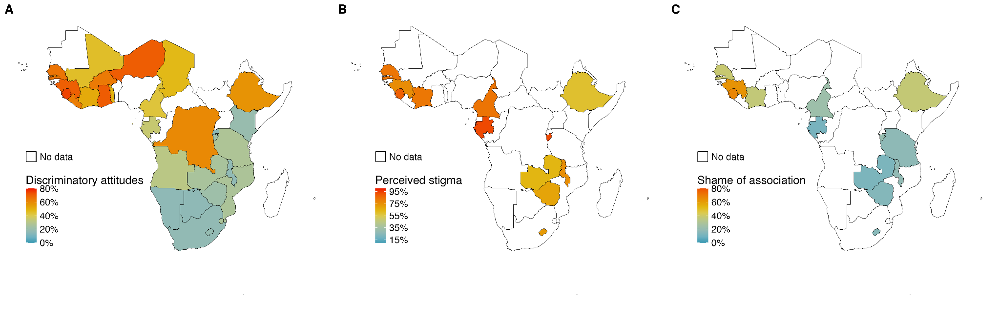 A
No data
Discriminatory attitudes
80%
60%
40%
20%
0%
B
No data
Perceived stigma
95%
75%
55%
35%
15%
C
No data
Shame of association
80%
60%
40%
20%
0%